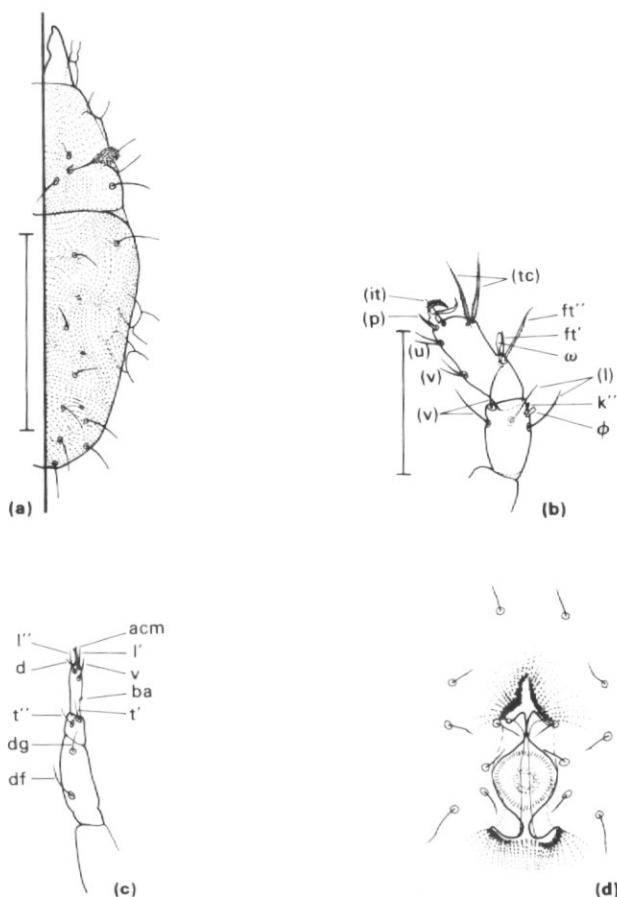 (a)
(it)
(p)
(u)
(v)
(v)
(tc)
ft''
ft'
ω
(l)
k''
ϕ
(b)
l''
d
t''
dg
df
acm
l'
v
ba
t'
(c)
(d)